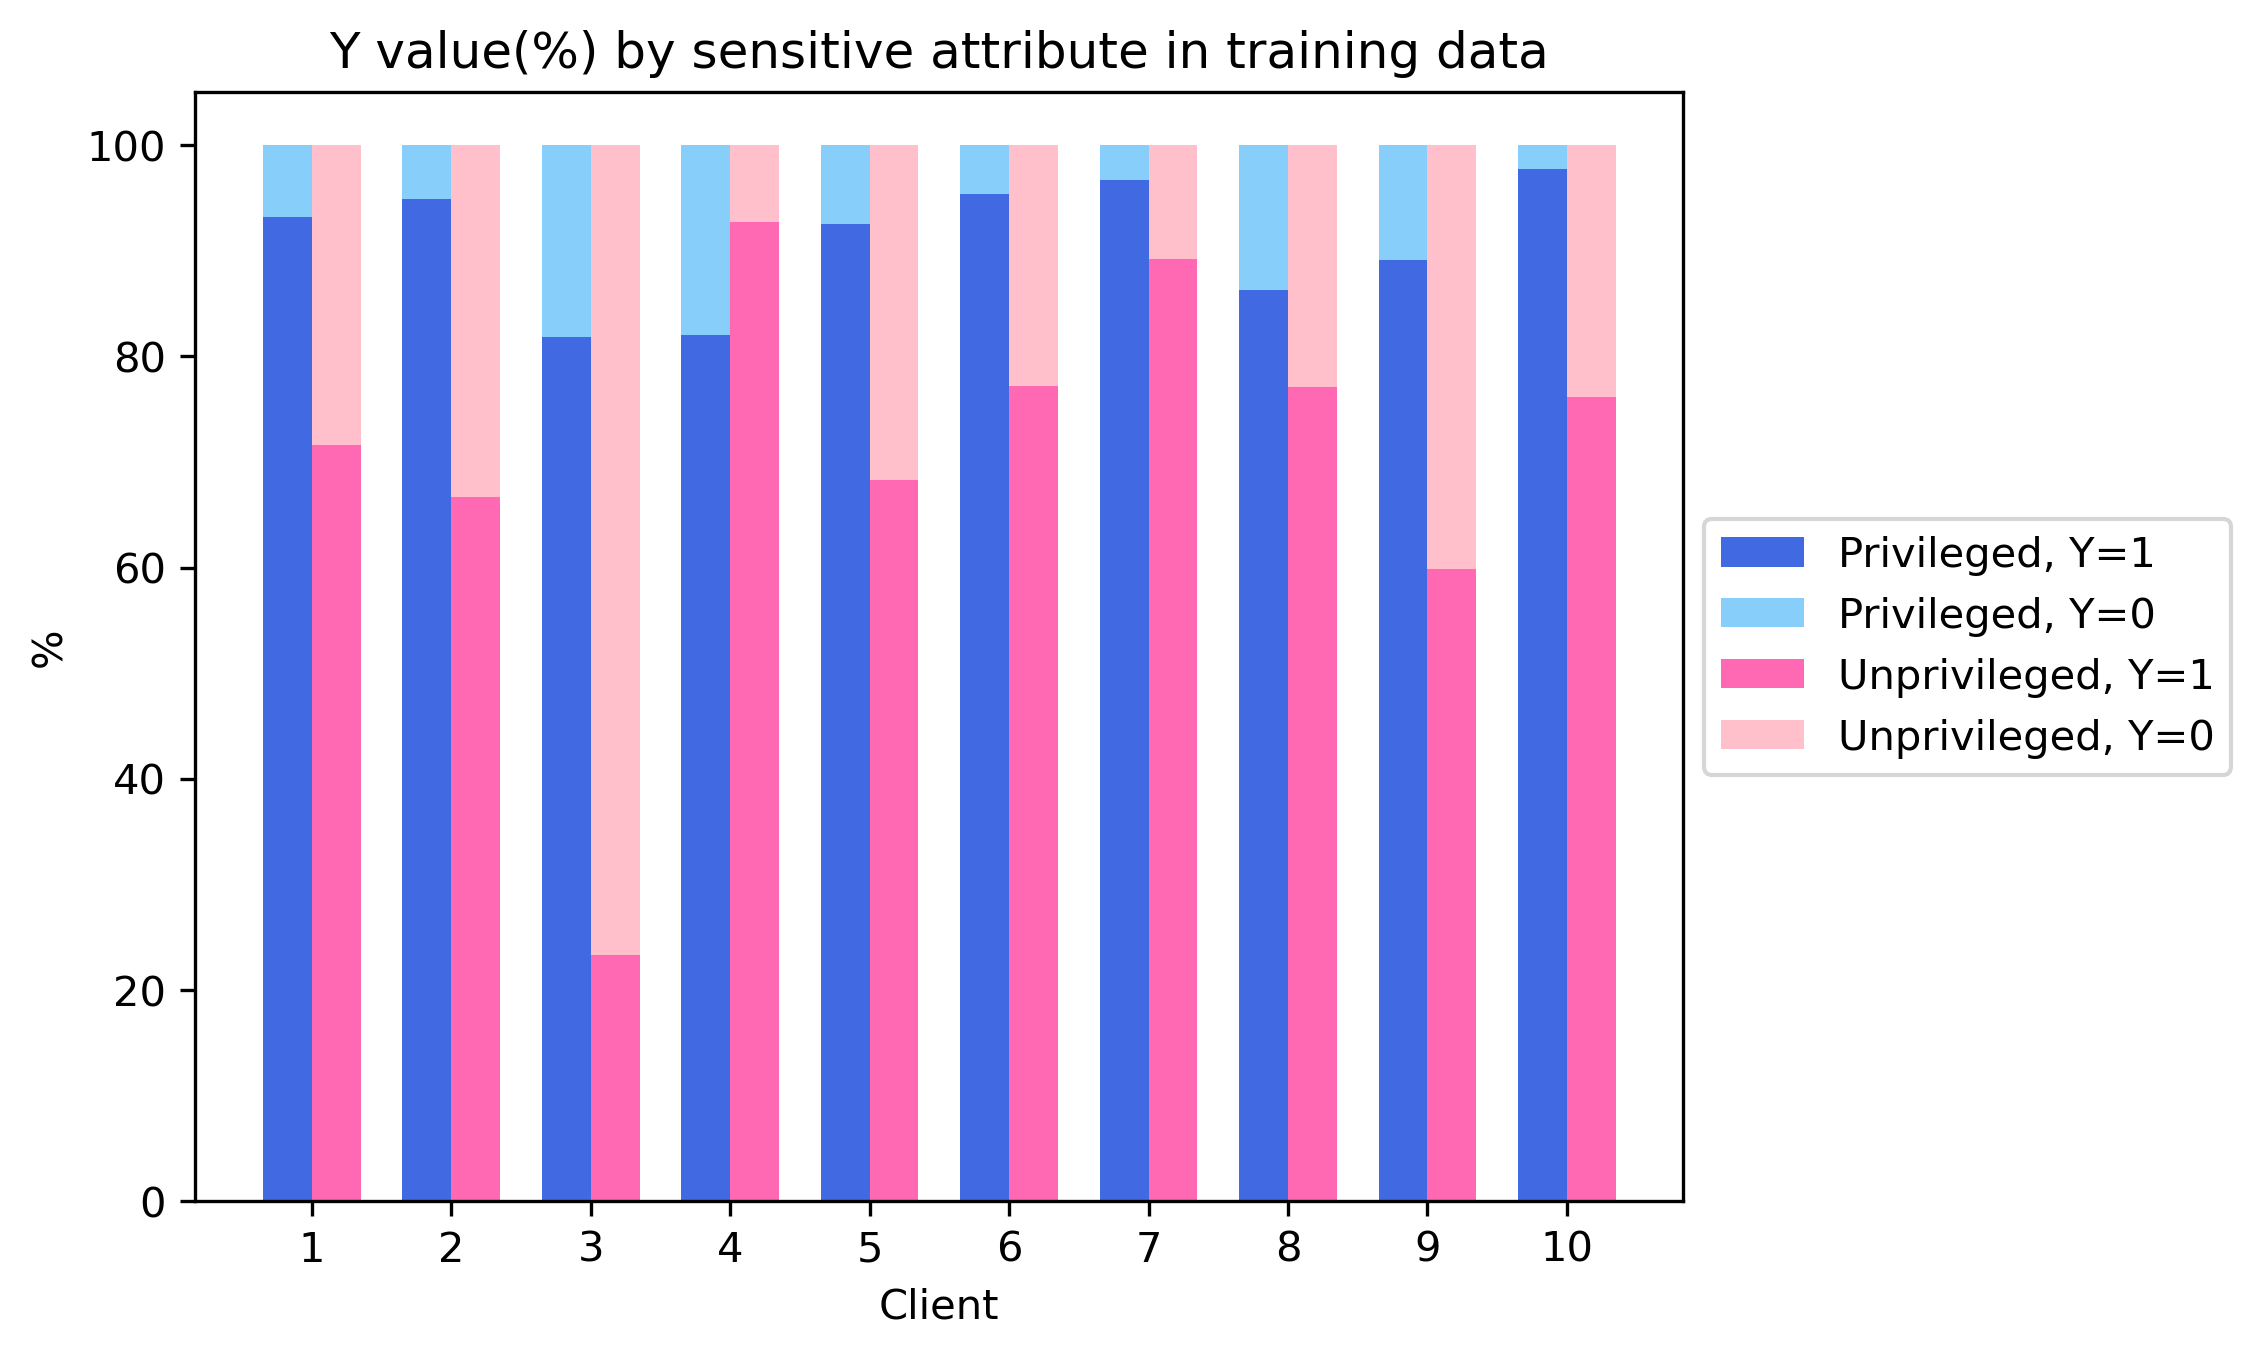 Y value(%) by sensitive attribute in training data
100
80
60
40
20
0
%
1 2 3 4 5 6 7 8 9 10
Client
Privileged, Y=1
Privileged, Y=0
Unprivileged, Y=1
Unprivileged, Y=0